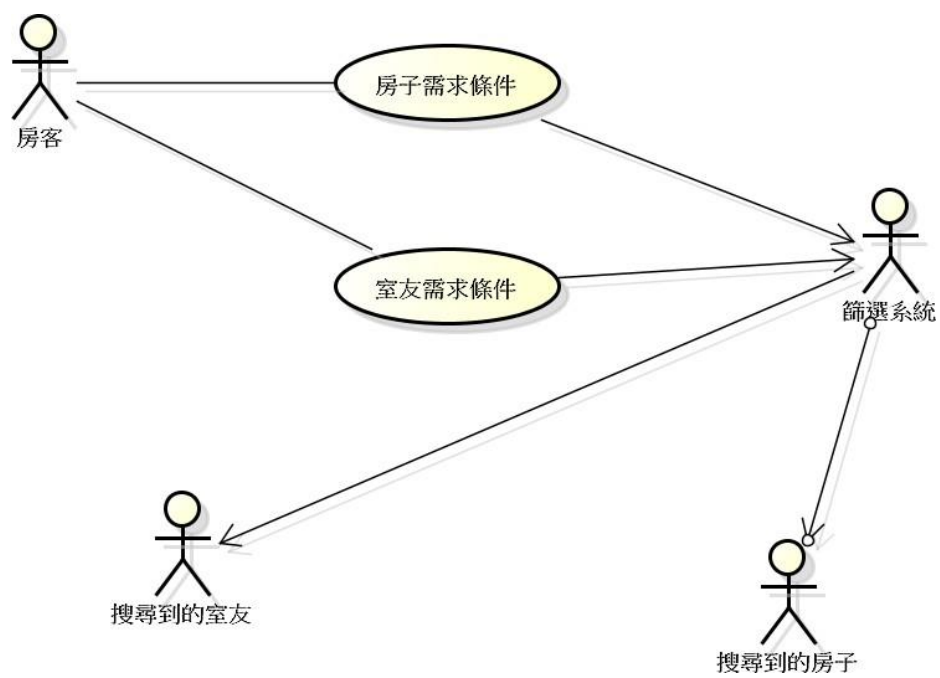 房子需求條件
房客
室友需求條件
篩選系統
搜尋到的室友
搜尋到的房子